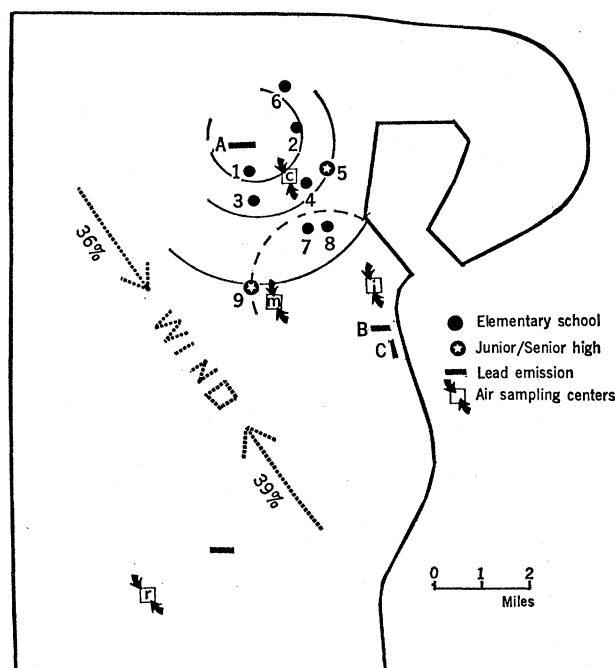 6
2
A
1
c
5
3
4
7
8
36%
9
m
i
B
C
WIND
Elementary school
Junior/Senior high
Lead emission
Air sampling centers
39%
r
0 1 2
Miles